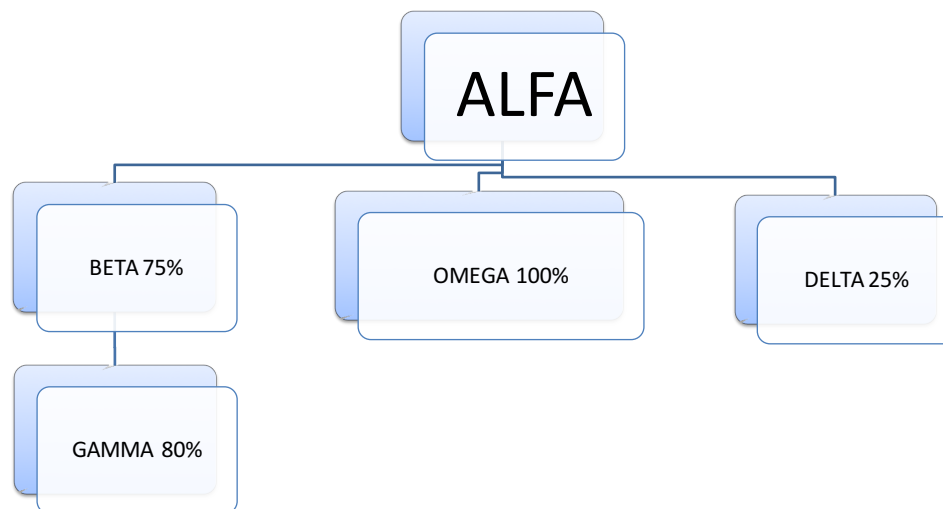 ALFA
BETA 75%
OMEGA 100%
DELTA 25%
GAMMA 80%